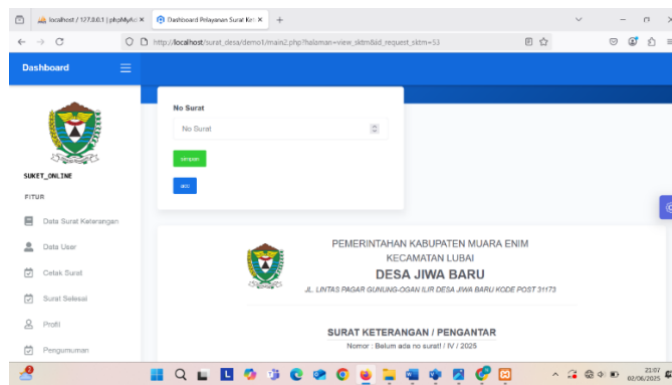 localhost / 127.0.0.1 | phpMyAd
Dashboard Pelayanan Surat Ket
http://localhost/surat_desa/demo1/main2.php?halaman=view_sktm&id_request_sktm=53
Dashboard
No Surat
No Surat
simpan
acc
SUKET_ONLINE
FITUR
Data Surat Keterangan
Data User
Cetak Surat
Surat Selesai
Profil
Pengumuman
PEMERINTAHAN KABUPATEN MUARA ENIM
KECAMATAN LUBAI
DESA JIWA BARU
JL. LINTAS PAGAR GUNUNG-OGAN ILIR DESA JIWA BARU KODE POST 31173
SURAT KETERANGAN / PENGANTAR
Nomor : Belum ada no surat! / IV / 2025
21:07
02/06/2025